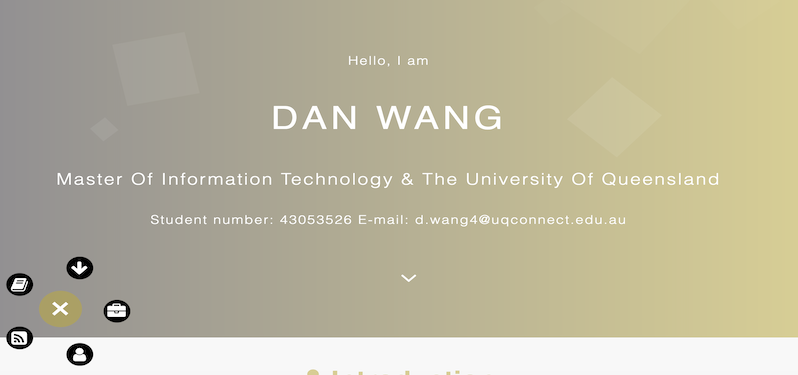 Hello, I am
DAN WANG
Master Of Information Technology & The University Of Queensland
Student number: 43053526 E-mail: d.wang4@uqconnect.edu.au